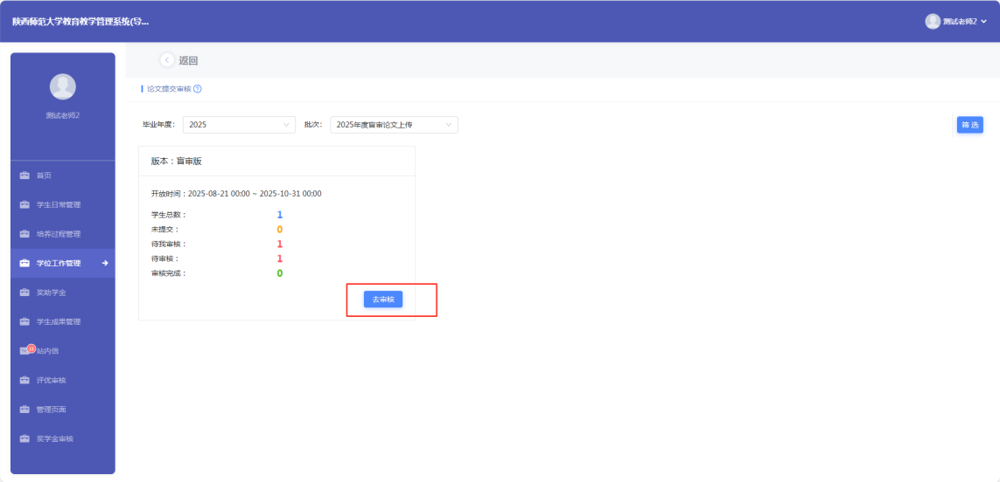 陕西师范大学教育教学管理系统(导...
测试老师2
返回
测试老师2
论文提交审核
毕业年度： 2025 批次： 2025年度盲审论文上传 筛 选
版本：盲审版
开放时间：2025-08-21 00:00 ~ 2025-10-31 00:00
学生总数： 1
未提交： 0
待我审核： 1
待审核： 1
审核完成： 0
去审核
首页
学生日常管理
培养过程管理
学位工作管理
奖助学金
学生成果管理
站内信
评优审核
管理页面
奖学金审核